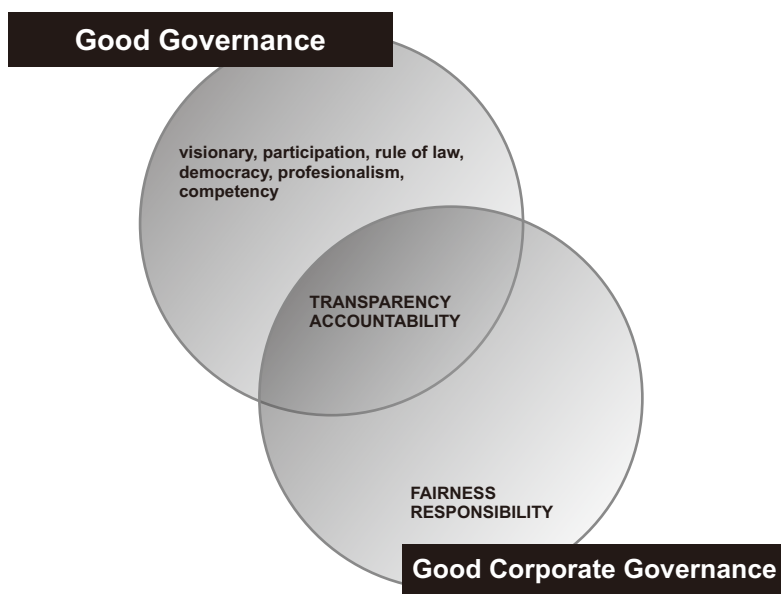 Good Governance
visionary, participation, rule of law,
democracy, profesionalism,
competency
TRANSPARENCY
ACCOUNTABILITY
FAIRNESS
RESPONSIBILITY
Good Corporate Governance